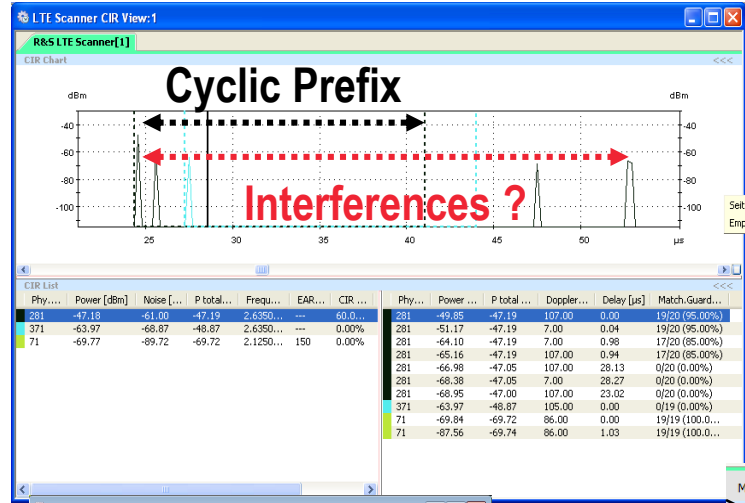 LTE Scanner CIR View:1
R&S LTE Scanner[1]
CIR Chart <<<
Cyclic Prefix
dBm dBm
-40 -40
-60 -60
-80 -80
-100 -100
Interferences ?
25 30 35 40 45 50 µs
Seit
Emp
CIR List <<<
Phy.... Power [dBm] Noise [... P total... Frequ... EAR... CIR ...
281 -47.18 -61.00 -47.19 2.6350... --- 60.0...
371 -63.97 -68.87 -48.87 2.6350... --- 0.00%
71 -69.77 -89.72 -69.72 2.1250... 150 0.00%
Phy... Power ... P total ... Doppler... Delay [µs] Match.Guard...
281 -49.85 -47.19 107.00 0.00 19/20 (95.00%)
281 -51.17 -47.19 7.00 0.04 19/20 (95.00%)
281 -64.10 -47.19 7.00 0.98 17/20 (85.00%)
281 -65.16 -47.19 107.00 0.94 17/20 (85.00%)
281 -66.98 -47.05 107.00 28.13 0/20 (0.00%)
281 -68.38 -47.05 7.00 28.27 0/20 (0.00%)
281 -68.95 -47.00 107.00 23.02 0/20 (0.00%)
371 -63.97 -48.87 105.00 0.00 0/19 (0.00%)
71 -69.84 -69.72 86.00 0.00 19/19 (100.0...
71 -87.56 -69.74 86.00 1.03 19/19 (100.0...
M